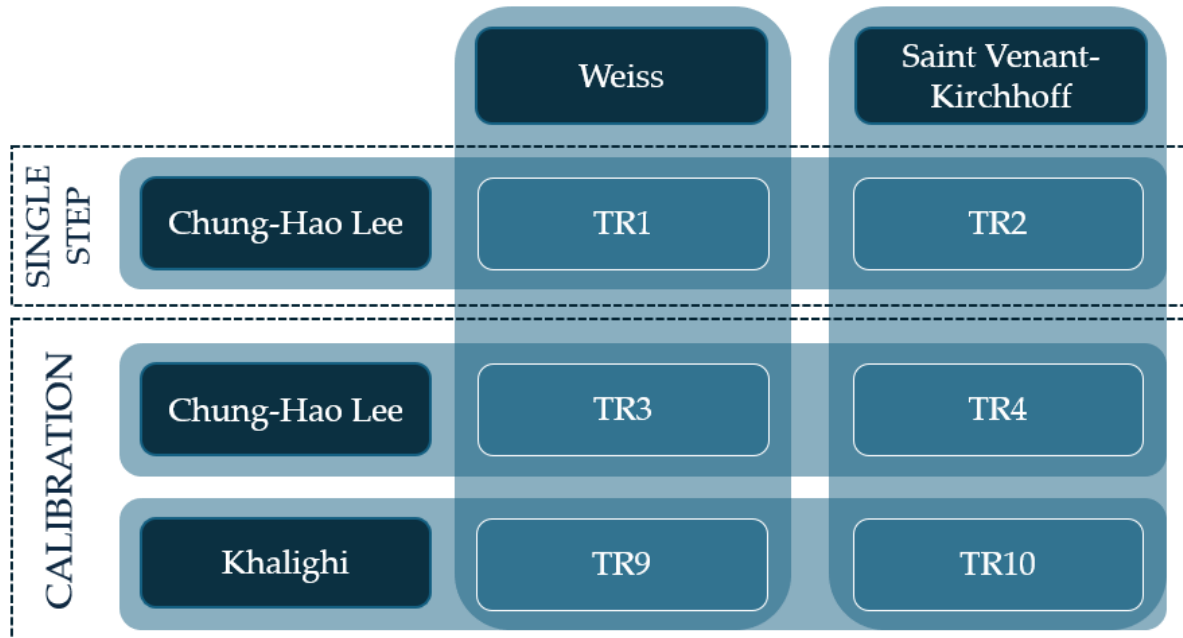 Weiss
Saint Venant-
Kirchhoff
SINGLE
STEP
Chung-Hao Lee
TR1
TR2
CALIBRATION
Chung-Hao Lee
TR3
TR4
Khalighi
TR9
TR10